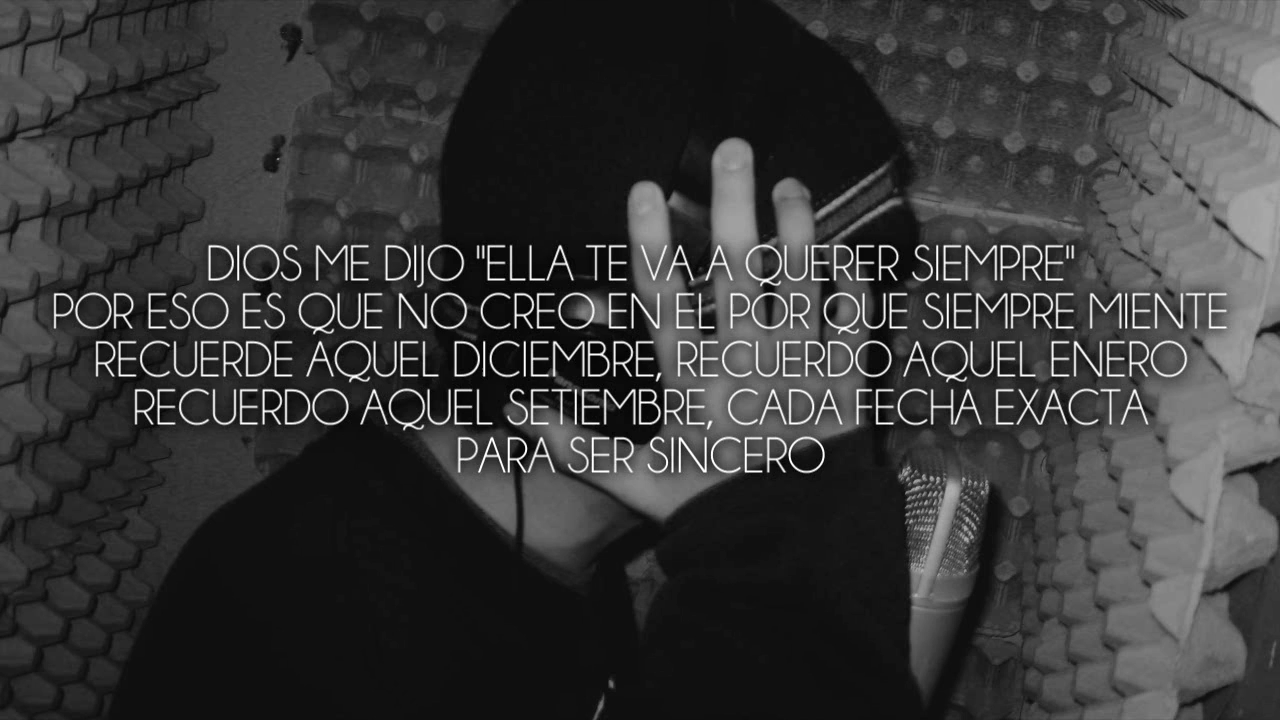 DIOS ME DIJO "ELLA TE VA A QUERER SIEMPRE"
POR ESO ES QUE NO CREO EN EL POR QUE SIEMPRE MIENTE
RECUERDE AQUEL DICIEMBRE, RECUERDO AQUEL ENERO
RECUERDO AQUEL SETIEMBRE, CADA FECHA EXACTA
PARA SER SINCERO